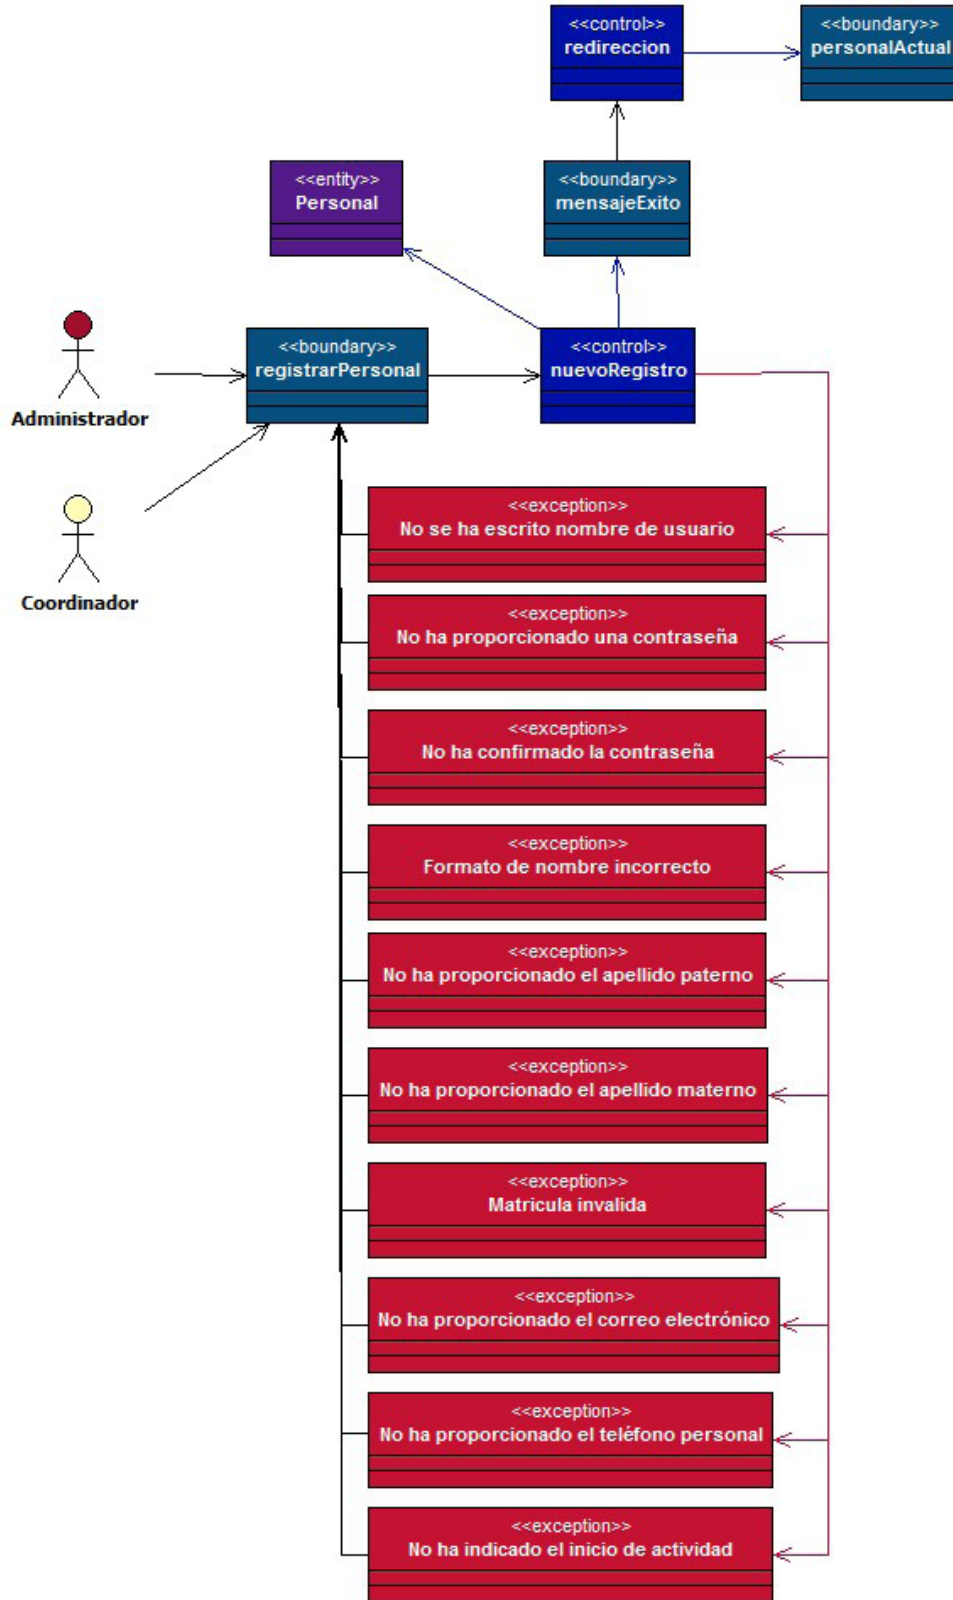 <<control>>
redireccion
<<boundary>>
personalActual
<<entity>>
Personal
<<boundary>>
mensajeExito
<<boundary>>
registrarPersonal
<<control>>
nuevoRegistro
Administrador
Coordinador
<<exception>>
No se ha escrito nombre de usuario
<<exception>>
No ha proporcionado una contraseña
<<exception>>
No ha confirmado la contraseña
<<exception>>
Formato de nombre incorrecto
<<exception>>
No ha proporcionado el apellido paterno
<<exception>>
No ha proporcionado el apellido materno
<<exception>>
Matricula invalida
<<exception>>
No ha proporcionado el correo electrónico
<<exception>>
No ha proporcionado el teléfono personal
<<exception>>
No ha indicado el inicio de actividad